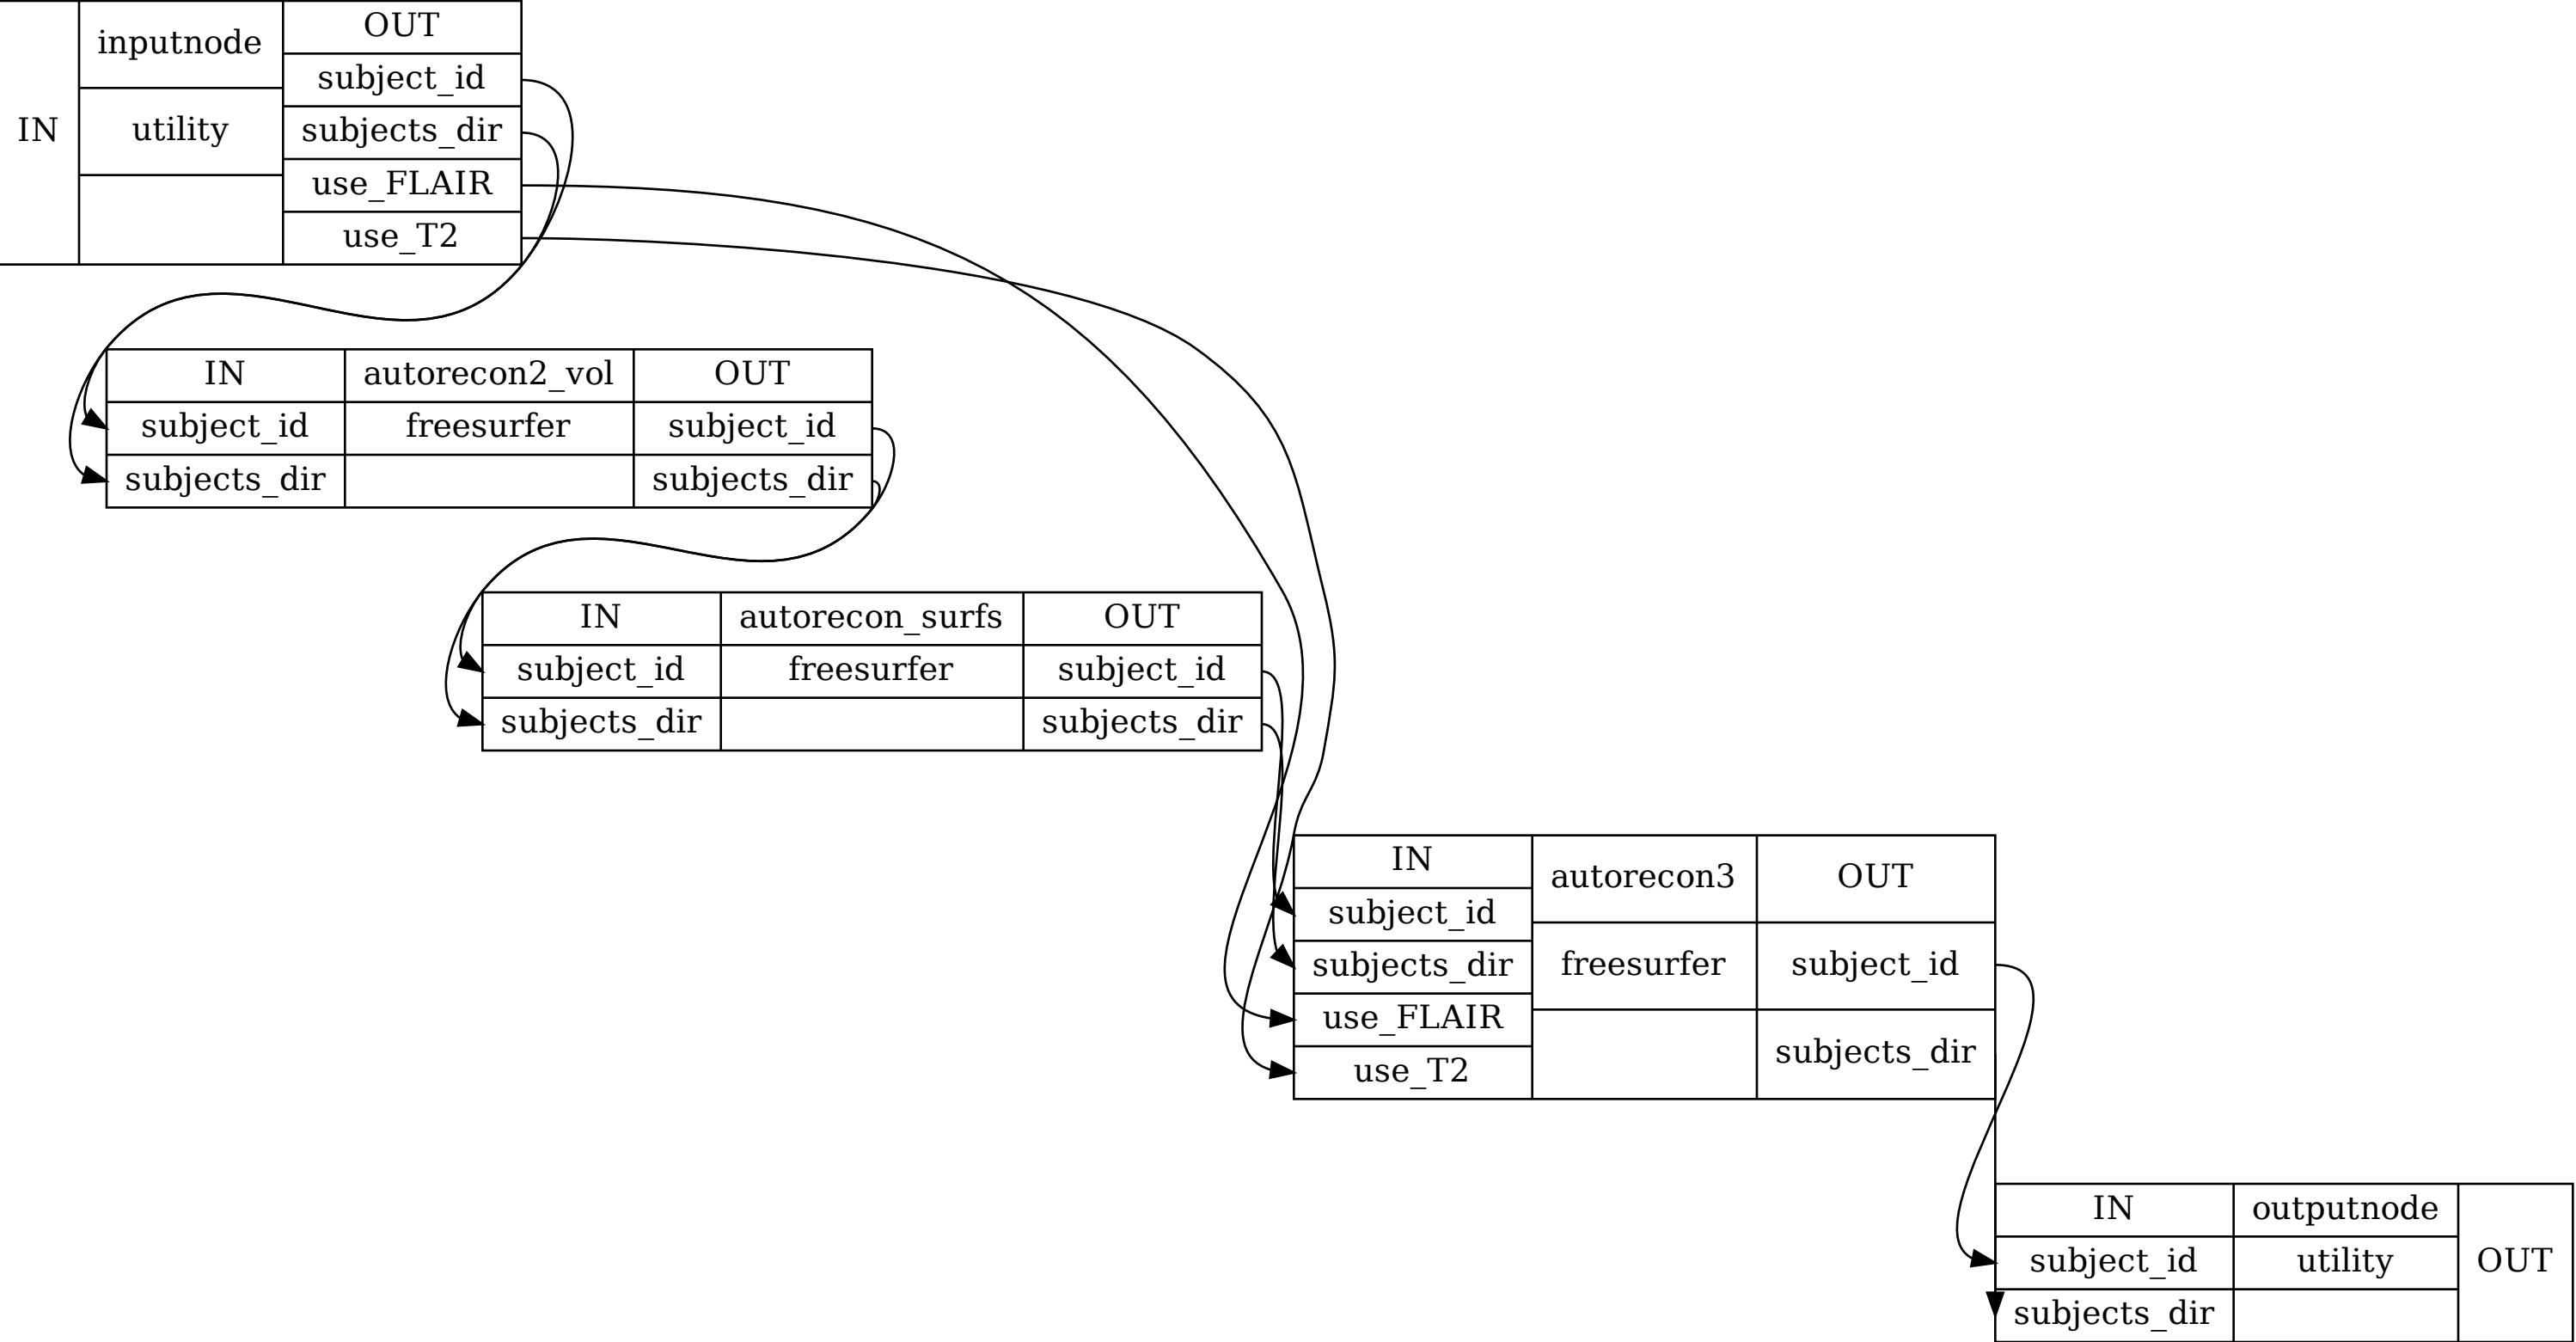 IN
inputnode
utility
OUT
subject_id
subjects_dir
use_FLAIR
use_T2
IN
subject_id
subjects_dir
autorecon2_vol
freesurfer
OUT
subject_id
subjects_dir
IN
subject_id
subjects_dir
autorecon_surfs
freesurfer
OUT
subject_id
subjects_dir
IN
subject_id
subjects_dir
use_FLAIR
use_T2
autorecon3
freesurfer
OUT
subject_id
subjects_dir
IN
subject_id
subjects_dir
outputnode
utility
OUT